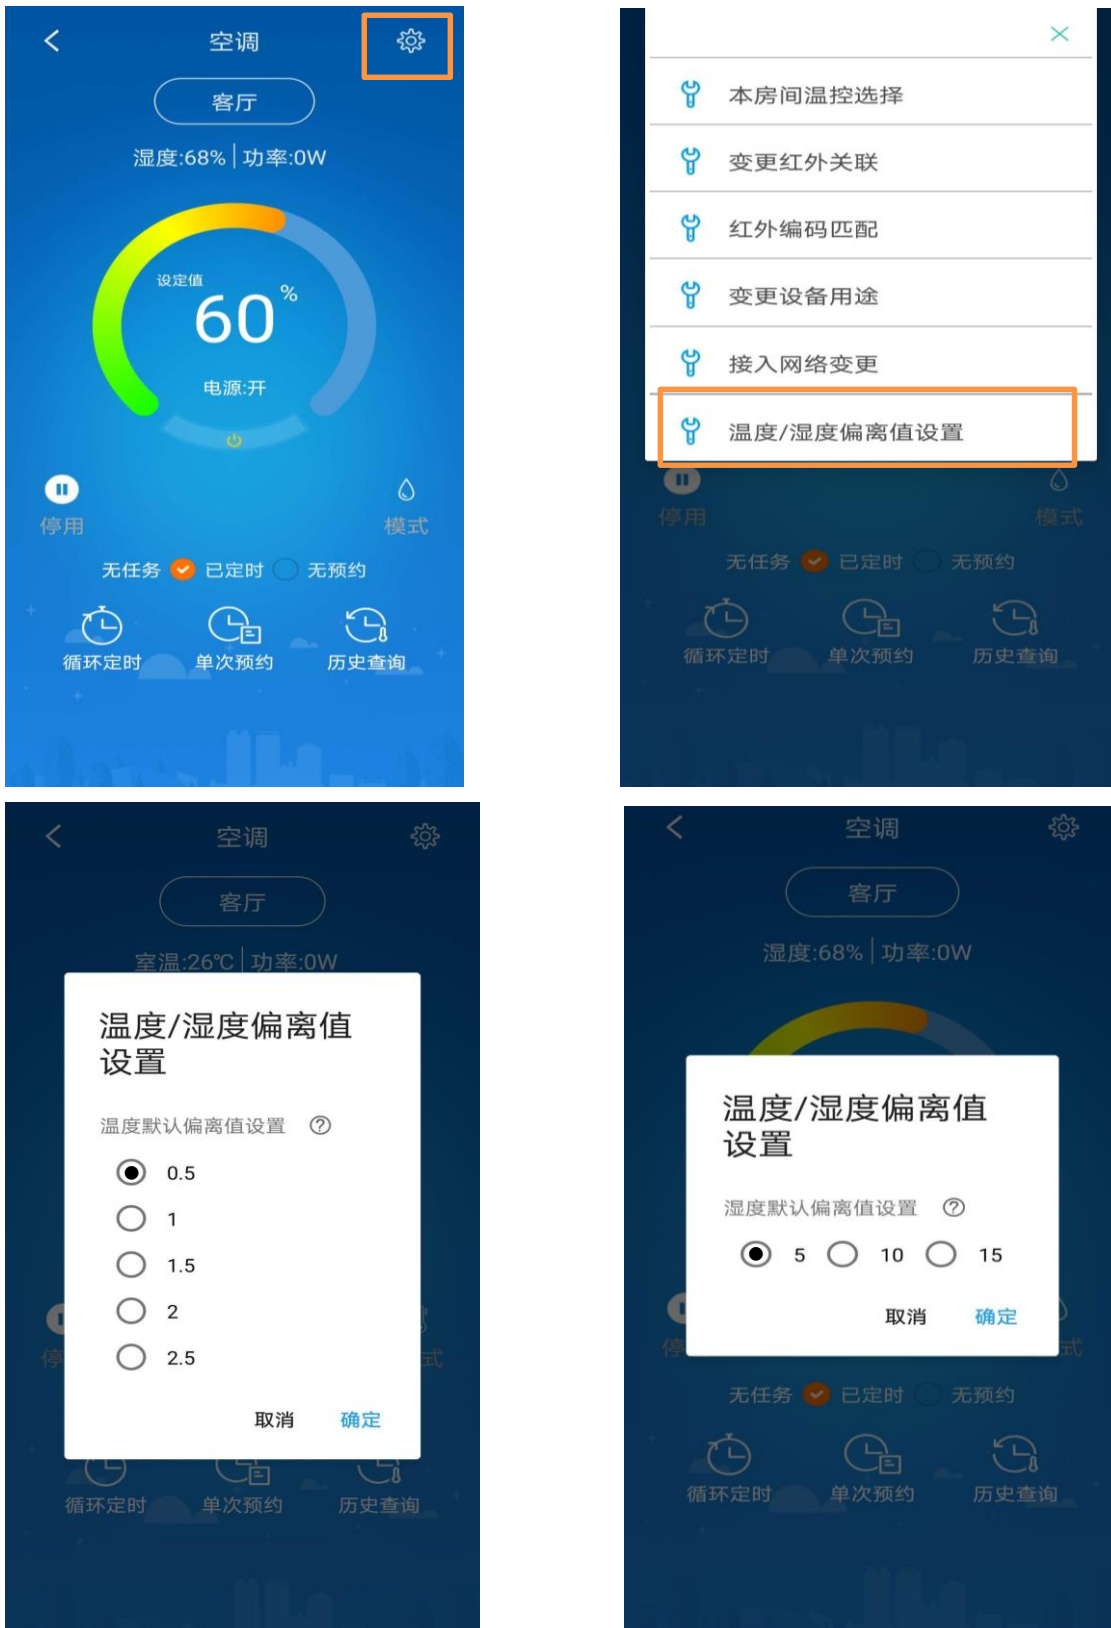 空调
客厅
湿度:68% 功率:0W
设定值
60%
电源:开
停用
模式
无任务 已定时 无预约
循环定时 单次预约 历史查询
本房间温控选择
变更红外关联
红外编码匹配
变更设备用途
接入网络变更
温度/湿度偏离值设置
停用
模式
无任务 已定时 无预约
循环定时 单次预约 历史查询
空调
客厅
室温:26℃ 功率:0W
温度/湿度偏离值
设置
温度默认偏离值设置 ?
0.5
1
1.5
2
2.5
停
式
取消 确定
循环定时 单次预约 历史查询
空调
客厅
湿度:68% 功率:0W
温度/湿度偏离值
设置
湿度默认偏离值设置 ?
5 10 15
取消 确定
停
式
无任务 已定时 无预约
循环定时 单次预约 历史查询